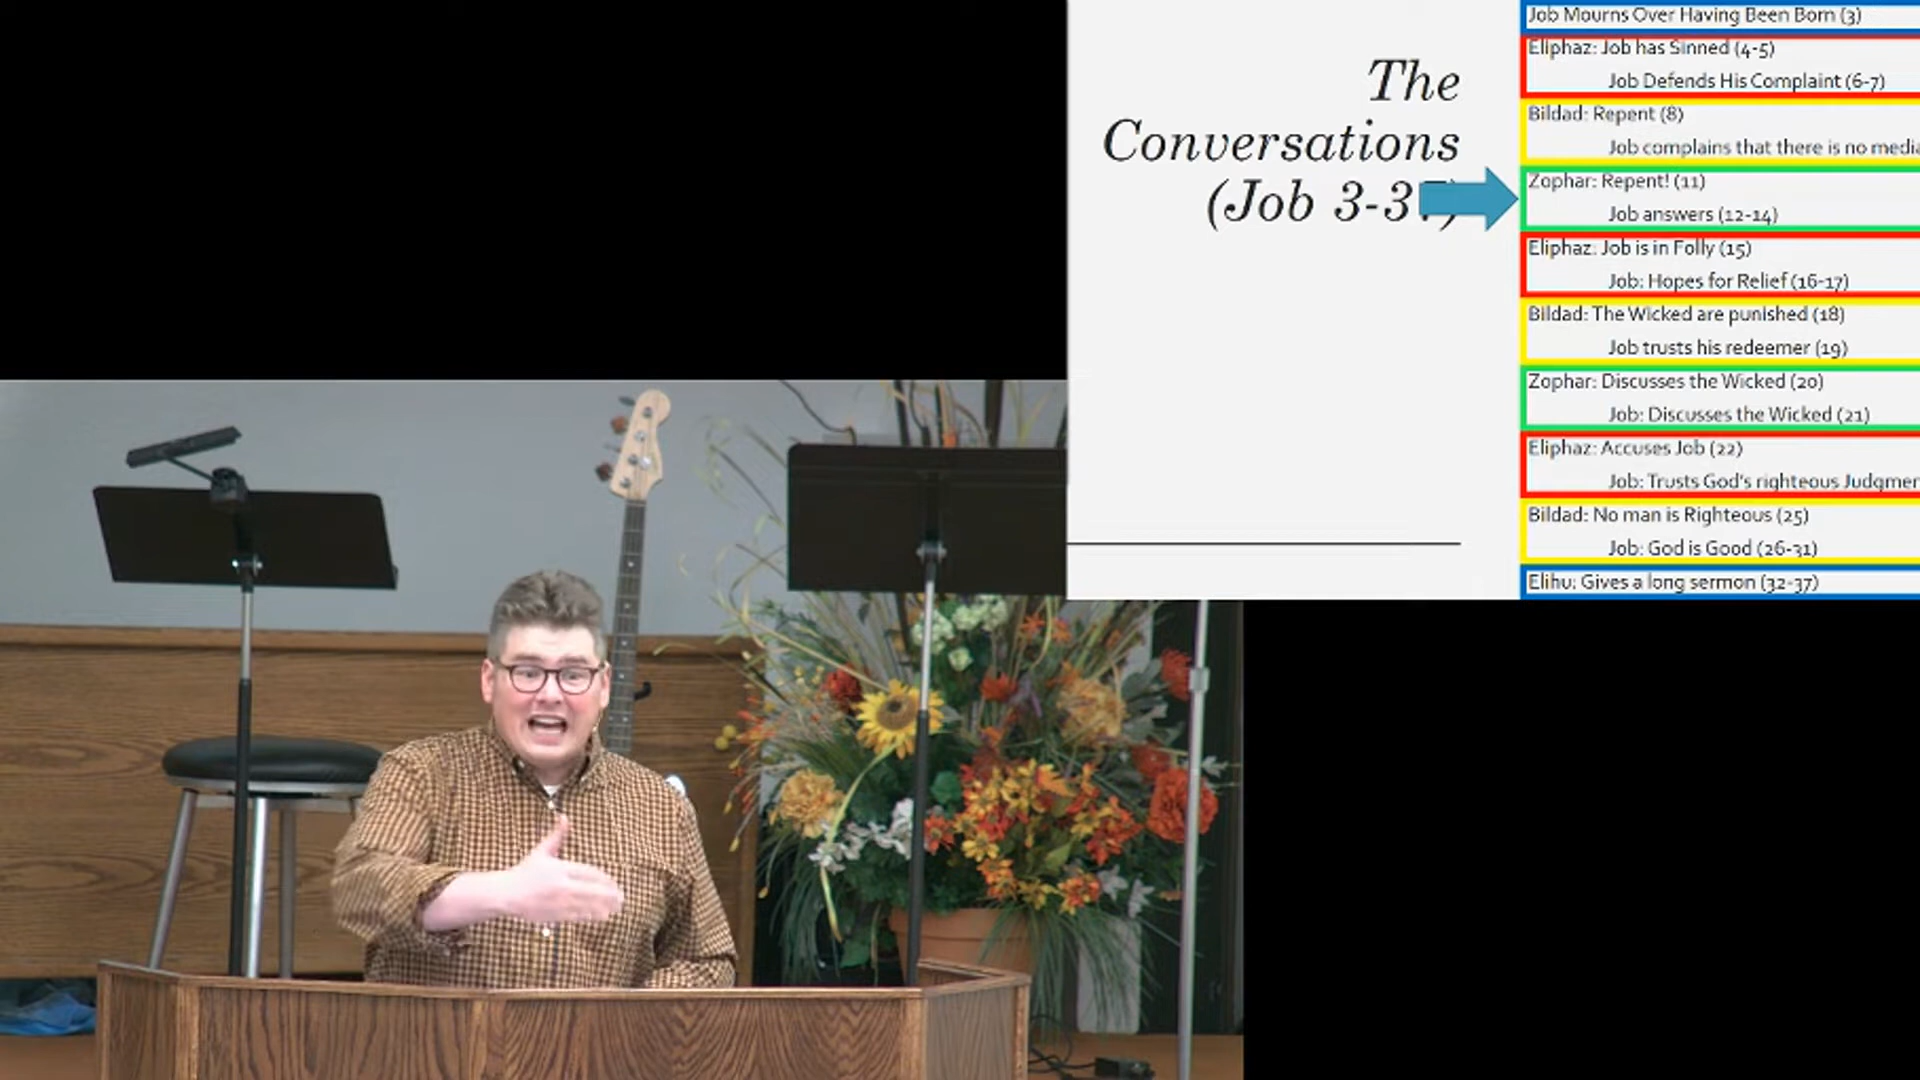 The
Conversations
(Job 3-37)
Job Mourns Over Having Been Born (3)
Eliphaz: Job has Sinned (4-5)
Job Defends His Complaint (6-7)
Bildad: Repent (8)
Job complains that there is no
Zophar: Repent! (11)
Job answers (12-14)
Eliphaz: Job is in Folly (15)
Job: Hopes for Relief (16-17)
Bildad: The Wicked are punished (18)
Job trusts his redeemer (19)
Zophar: Discusses the Wicked (20)
Job: Discusses the Wicked (21)
Eliphaz: Accuses Job (22)
Job: Trusts God's righteous
Bildad: No man is Righteous (25)
Job: God is Good (26-31)
Elihu: Gives a long sermon (32-37)